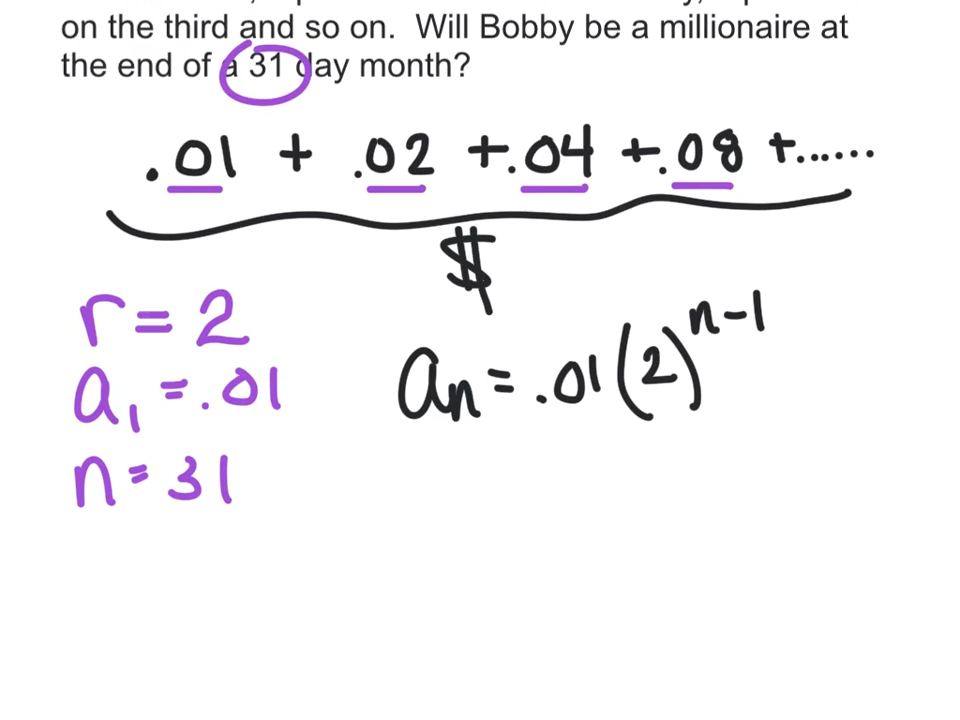 on the third and so on. Will Bobby be a millionaire at
the end of a 31 day month?
.01 + .02 +.04 +.08 +......
$
r = 2
a₁ = .01
n = 31
aₙ = .01(2)ⁿ⁻¹